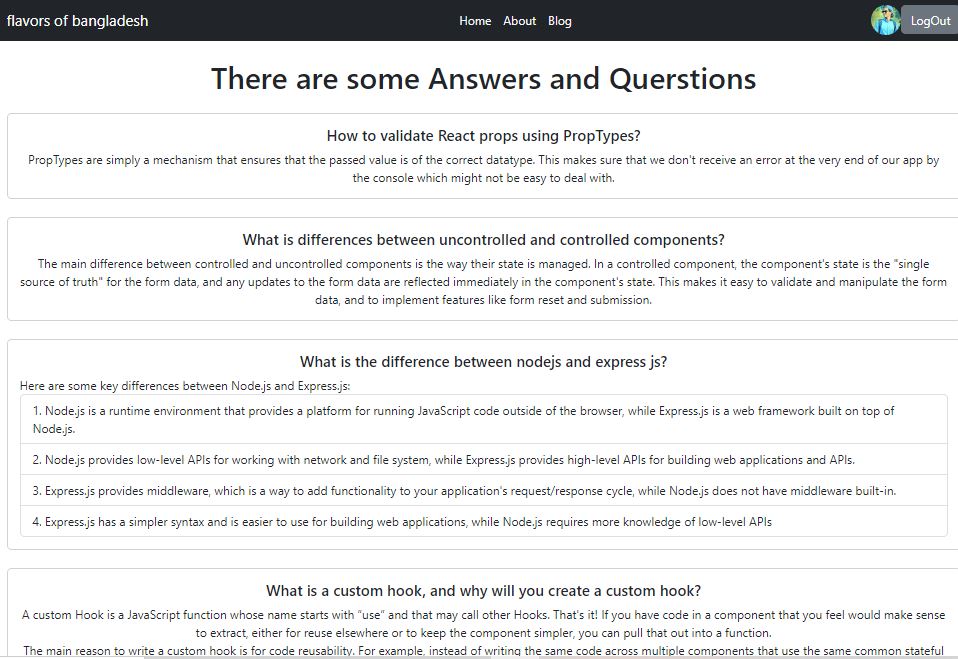 flavors of bangladesh
Home About Blog
LogOut
There are some Answers and Querstions
How to validate React props using PropTypes?
PropTypes are simply a mechanism that ensures that the passed value is of the correct datatype. This makes sure that we don't receive an error at the very end of our app by
the console which might not be easy to deal with.
What is differences between uncontrolled and controlled components?
The main difference between controlled and uncontrolled components is the way their state is managed. In a controlled component, the component's state is the "single
source of truth" for the form data, and any updates to the form data are reflected immediately in the component's state. This makes it easy to validate and manipulate the form
data, and to implement features like form reset and submission.
What is the difference between nodejs and express js?
Here are some key differences between Node.js and Express.js:
1. Node.js is a runtime environment that provides a platform for running JavaScript code outside of the browser, while Express.js is a web framework built on top of
Node.js.
2. Node.js provides low-level APIs for working with network and file system, while Express.js provides high-level APIs for building web applications and APIs.
3. Express.js provides middleware, which is a way to add functionality to your application's request/response cycle, while Node.js does not have middleware built-in.
4. Express.js has a simpler syntax and is easier to use for building web applications, while Node.js requires more knowledge of low-level APIs
What is a custom hook, and why will you create a custom hook?
A custom Hook is a JavaScript function whose name starts with “use” and that may call other Hooks. That's it! If you have code in a component that you feel would make sense
to extract, either for reuse elsewhere or to keep the component simpler, you can pull that out into a function.
The main reason to write a custom hook is for code reusability. For example, instead of writing the same code across multiple components that use the same common stateful